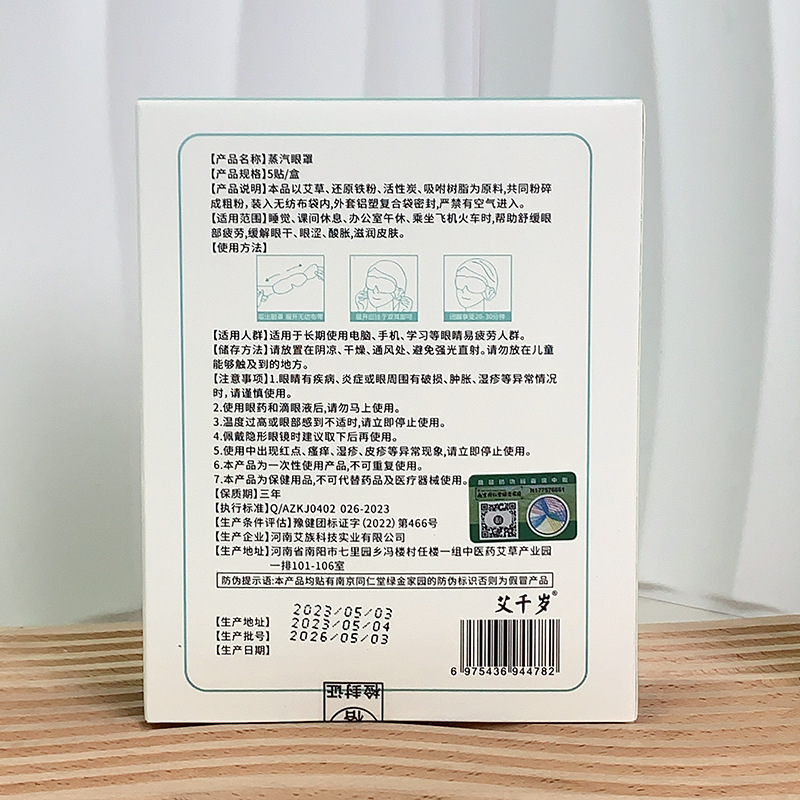 【产品名称】蒸汽眼罩
【产品规格】5贴/盒
【产品说明】本品以艾草、还原铁粉、活性炭、吸咐树脂为原料,共同粉碎
成粗粉，装入无纺布袋内,外套铝塑复合袋密封,严禁有空气进入。
【适用范围】睡觉、课间休息、办公室午休、乘坐飞机火车时,帮助舒缓眼
部疲劳,缓解眼干、眼涩、酸胀,滋润皮肤。
【使用方法】
闭眼享受20-30分钟
【适用人群】适用于长期使用电脑、手机、学习等眼睛易疲劳人群。
【储存方法】请放置在阴凉、干燥、通风处、避免强光直射。请勿放在儿童
能够触及到的地方。
【注意事项】1.眼睛有疾病、炎症或眼周围有破损、肿胀、湿疹等异常情况
时,请谨慎使用。
2.使用眼药和滴眼液后,请勿马上使用。
3.温度过高或眼部感到不适时,请立即停止使用。
4.佩戴隐形眼镜时建议取下后再使用。
5.使用中出现红点、瘙痒、湿疹、皮疹等异常现象,请立即停止使用。
6.本产品为一次性使用产品,不可重复使用。
7.本产品为保健用品,不可代替药品及医疗器械使用。
【保质期】三年
【执行标准】Q/AZKJ0402 026-2023
【生产条件评估】豫健团标证字(2022)第466号
【生产企业】河南艾族科技实业有限公司
【生产地址】河南省南阳市七里园乡冯楼村任楼一组中医药艾草产业园
一排101-106室
防伪提示语:本产品均贴有南京同仁堂绿金家园的防伪标识否则为假冒产品
艾千岁®
2023/05/03
【生产地址】 2023/05/04
【生产批号】 2026/05/03
【生产日期】
6 975436 944782
检封证